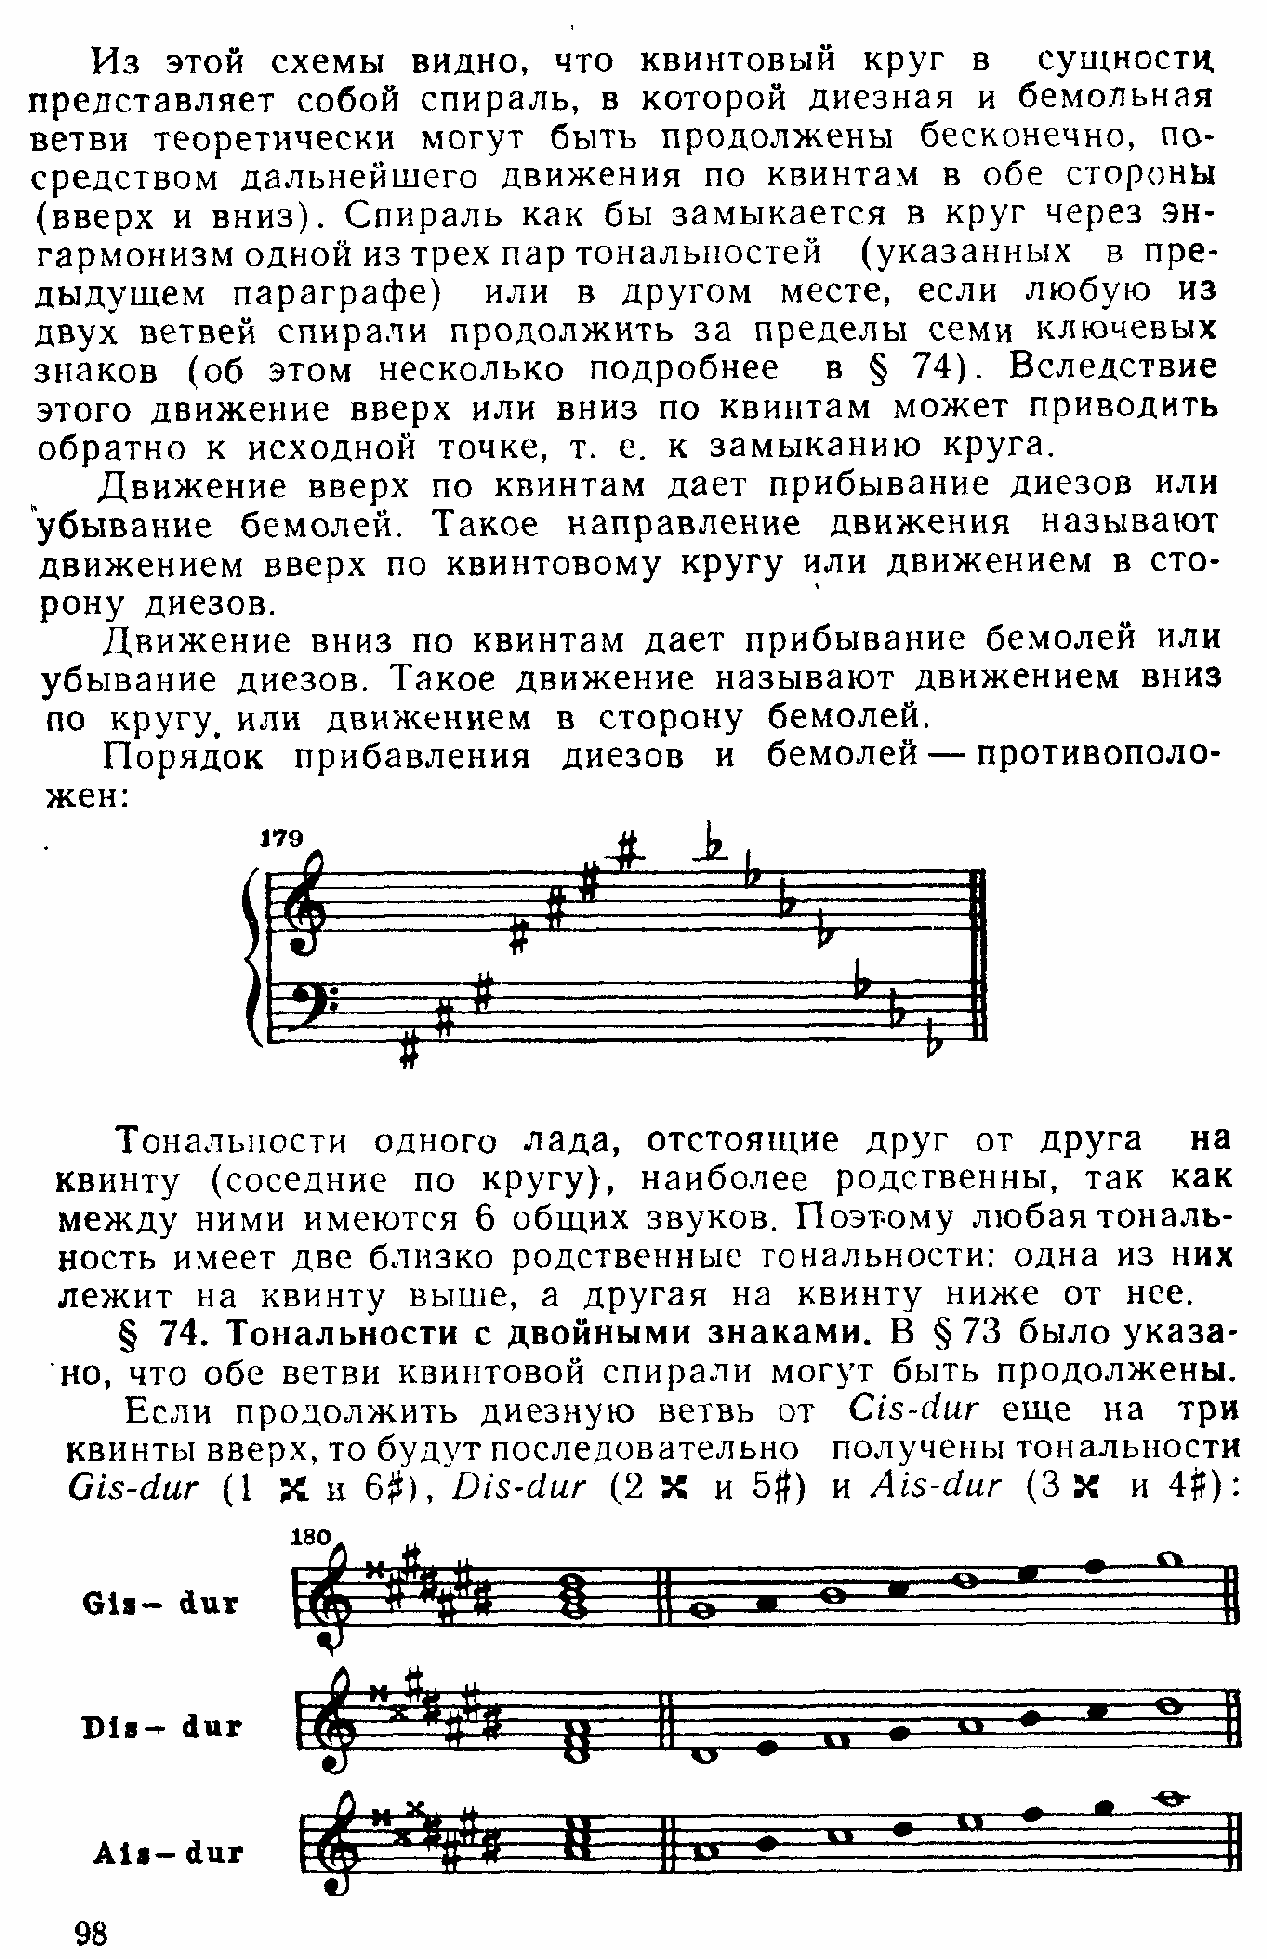 Из этой схемы видно, что квинтовый круг в сущности
представляет собой спираль, в которой диезная и бемольная
ветви теоретически могут быть продолжены бесконечно, по-
средством дальнейшего движения по квинтам в обе стороны
(вверх и вниз). Спираль как бы замыкается в круг через эн-
гармонизм одной из трех пар тональностей (указанных в пре-
дыдущем параграфе) или в другом месте, если любую из
двух ветвей спирали продолжить за пределы семи ключевых
знаков (об этом несколько подробнее в § 74). Вследствие
этого движение вверх или вниз по квинтам может приводить
обратно к исходной точке, т. е. к замыканию круга.
Движение вверх по квинтам дает прибывание диезов или
убывание бемолей. Такое направление движения называют
движением вверх по квинтовому кругу или движением в сто-
рону диезов.
Движение вниз по квинтам дает прибывание бемолей или
убывание диезов. Такое движение называют движением вниз
по кругу. или движением в сторону бемолей.
Порядок прибавления диезов и бемолей — противополо-
жен:
179
Тональности одного лада, отстоящие друг от друга на
квинту (соседние по кругу), наиболее родственны, так как
между ними имеются 6 общих звуков. Поэтому любая тональ-
ность имеет две близко родственные тональности: одна из них
лежит на квинту выше, а другая на квинту ниже от нее.
§ 74. Тональности с двойными знаками. В § 73 было указа-
но, что обе ветви квинтовой спирали могут быть продолжены.
Если продолжить диезную ветвь от Cis-dur еще на три
квинты вверх, то будут последовательно получены тональности
Gis-dur (1 𝄪 и 6♯), Dis-dur (2 𝄪 и 5♯) и Ais-dur (3 𝄪 и 4♯):
180
Gis- dur
Dis- dur
Ais- dur
98